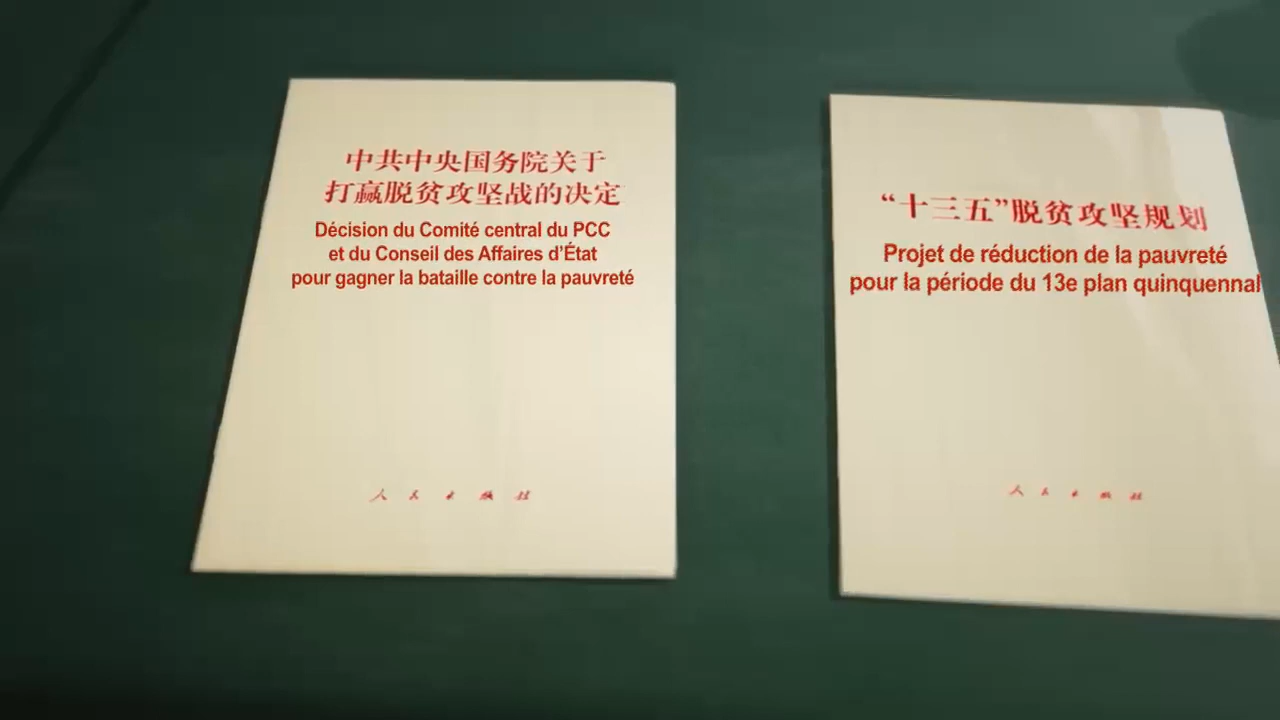 中共中央国务院关于
打赢脱贫攻坚战的决定
Décision du Comité central du PCC
et du Conseil des Affaires d'État
pour gagner la bataille contre la pauvreté
人民出版社
“十三五”脱贫攻坚规划
Projet de réduction de la pauvreté
pour la période du 13e plan quinquennal
人民出版社